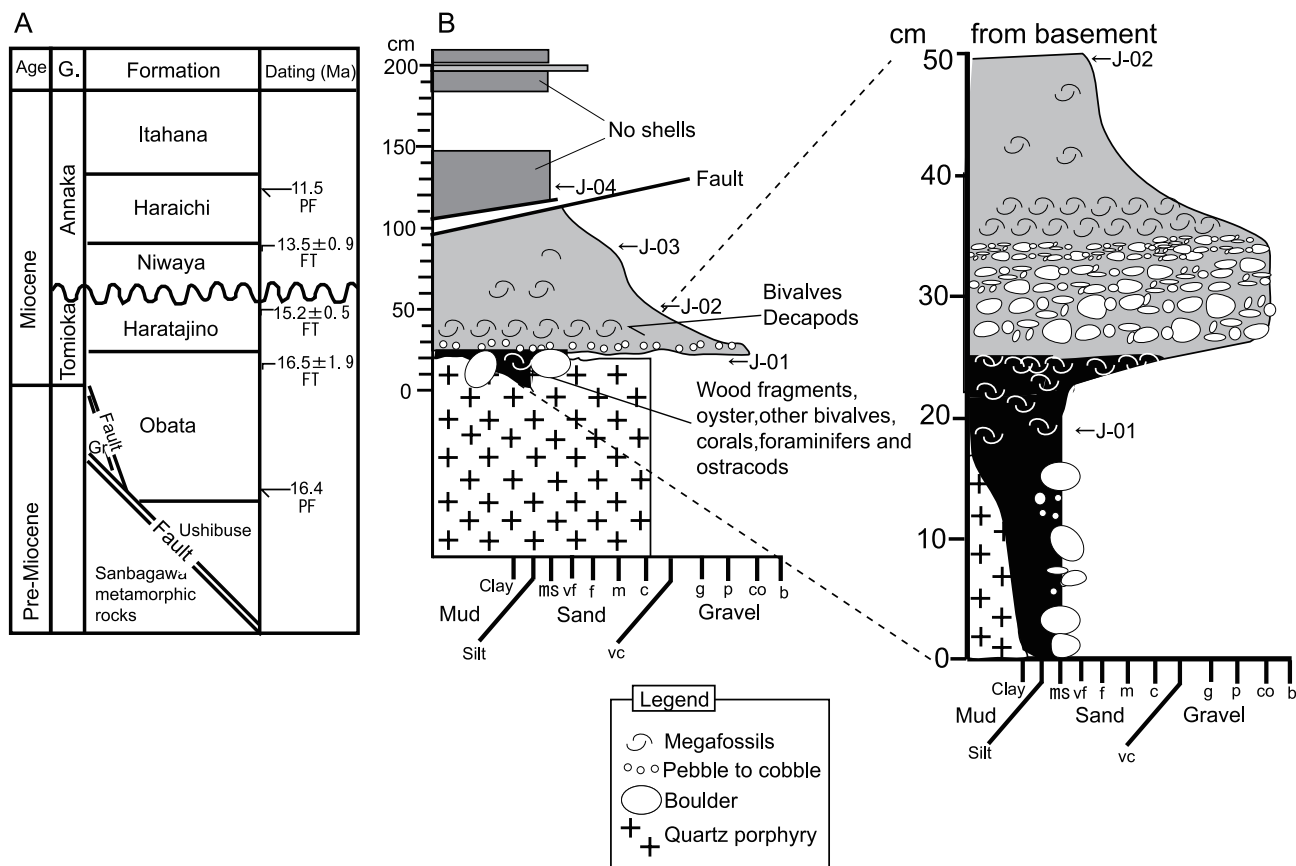 A
Age
G.
Formation
Dating (Ma)
Miocene
Pre-Miocene
Annaka
Tomioka
Itahana
Haraichi
Niwaya
Haratajino
Obata
Ushibuse
Sanbagawa
metamorphic
rocks
Fault
Gr
Fault
11.5
PF
13.5±0.9
FT
15.2±0.5
FT
16.5±1.9
FT
16.4
PF
B
cm
200
150
100
50
0
No shells
←J-04
Fault
←J-03
←J-02
←J-01
Bivalves
Decapods
Wood fragments,
oyster,other bivalves,
corals,foraminifers and
ostracods
Clay
ms
vf
f
m
c
g
p
co
b
Mud
Sand
Gravel
Silt
vc
cm from basement
50
40
30
20
10
0
←J-02
←J-01
Clay
ms
vf
f
m
c
g
p
co
b
Mud
Sand
Gravel
Silt
vc
Legend
Megafossils
Pebble to cobble
Boulder
Quartz porphyry